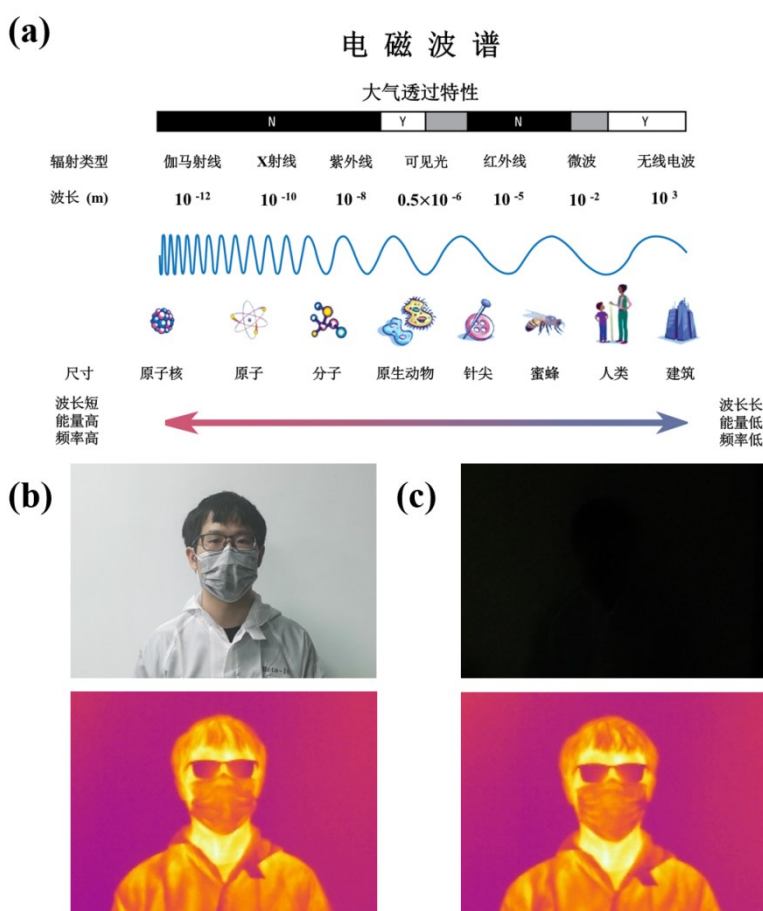 (a)
电磁波谱
大气透过特性
N Y N Y
辐射类型 伽马射线 X射线 紫外线 可见光 红外线 微波 无线电波
波长 (m) 10 -12 10 -10 10 -8 0.5×10 -6 10 -5 10 -2 10 3
尺寸 原子核 原子 分子 原生动物 针尖 蜜蜂 人类 建筑
波长短
能量高
频率高
波长长
能量低
频率低
(b)
(c)